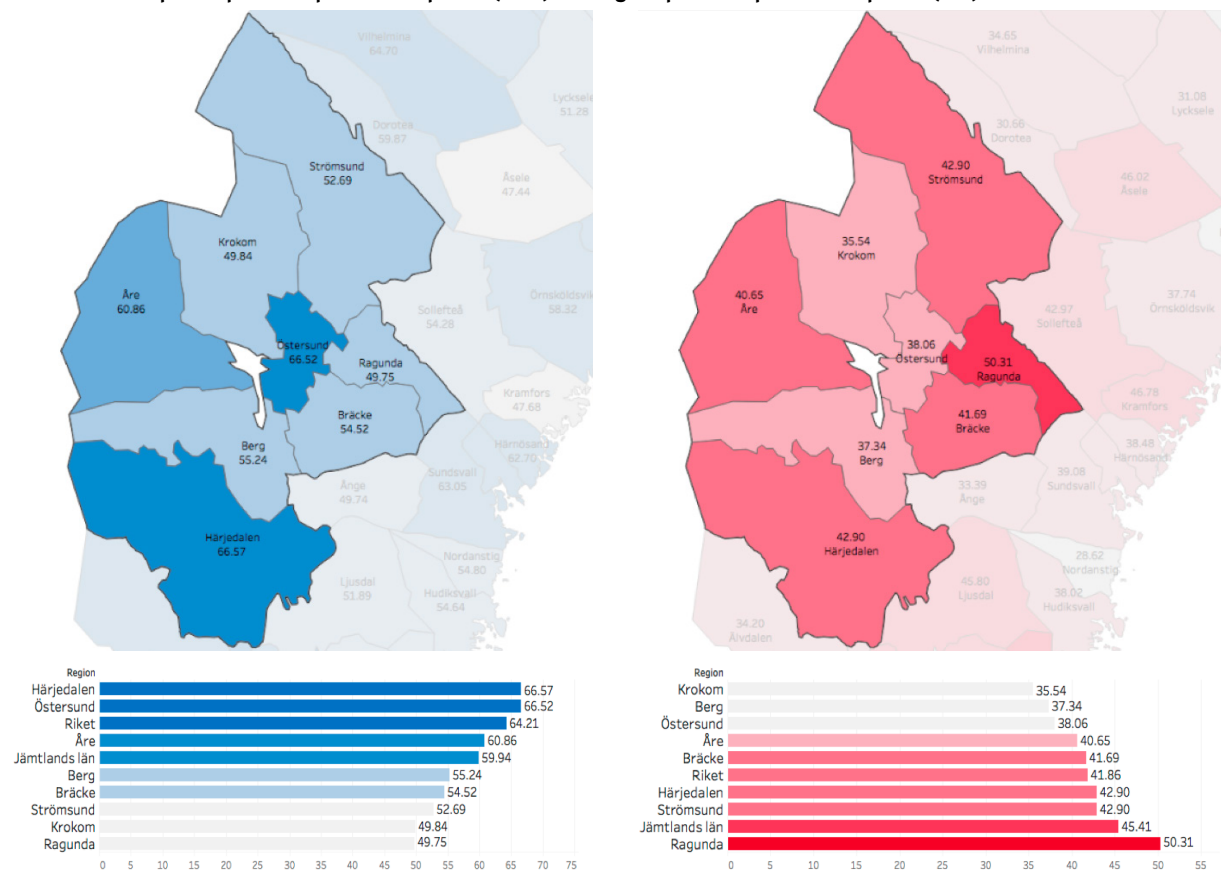 Vilhelmina
64.70
Lycksele
51.28
Dorotea
59.87
Strömsund
52.69
Åsele
47.44
Krokom
49.84
Åre
60.86
Örnsköldsvik
58.32
Sollefteå
54.28
Östersund
66.52
Ragunda
49.75
Kramfors
47.68
Bräcke
54.52
Berg
55.24
Härnösand
62.70
Sundsvall
63.05
Ånge
49.74
Härjedalen
66.57
Nordanstig
54.80
Ljusdal
51.89
Hudiksvall
54.64
34.65
Vilhelmina
31.08
Lycksele
30.66
Dorotea
42.90
Strömsund
46.02
Åsele
35.54
Krokom
40.65
Åre
37.74
Örnsköldsvik
42.97
Sollefteå
38.06
Östersund
50.31
Ragunda
46.78
Kramfors
41.69
Bräcke
37.34
Berg
38.48
Härnösand
39.08
Sundsvall
33.39
Ånge
42.90
Härjedalen
28.62
Nordanstig
45.80
Ljusdal
38.02
Hudiksvall
34.20
Älvdalen
Region
Härjedalen 66.57
Östersund 66.52
Riket 64.21
Åre 60.86
Jämtlands län 59.94
Berg 55.24
Bräcke 54.52
Strömsund 52.69
Krokom 49.84
Ragunda 49.75
0 5 10 15 20 25 30 35 40 45 50 55 60 65 70 75
Region
Krokom 35.54
Berg 37.34
Östersund 38.06
Åre 40.65
Bräcke 41.69
Riket 41.86
Härjedalen 42.90
Strömsund 42.90
Jämtlands län 45.41
Ragunda 50.31
0 5 10 15 20 25 30 35 40 45 50 55